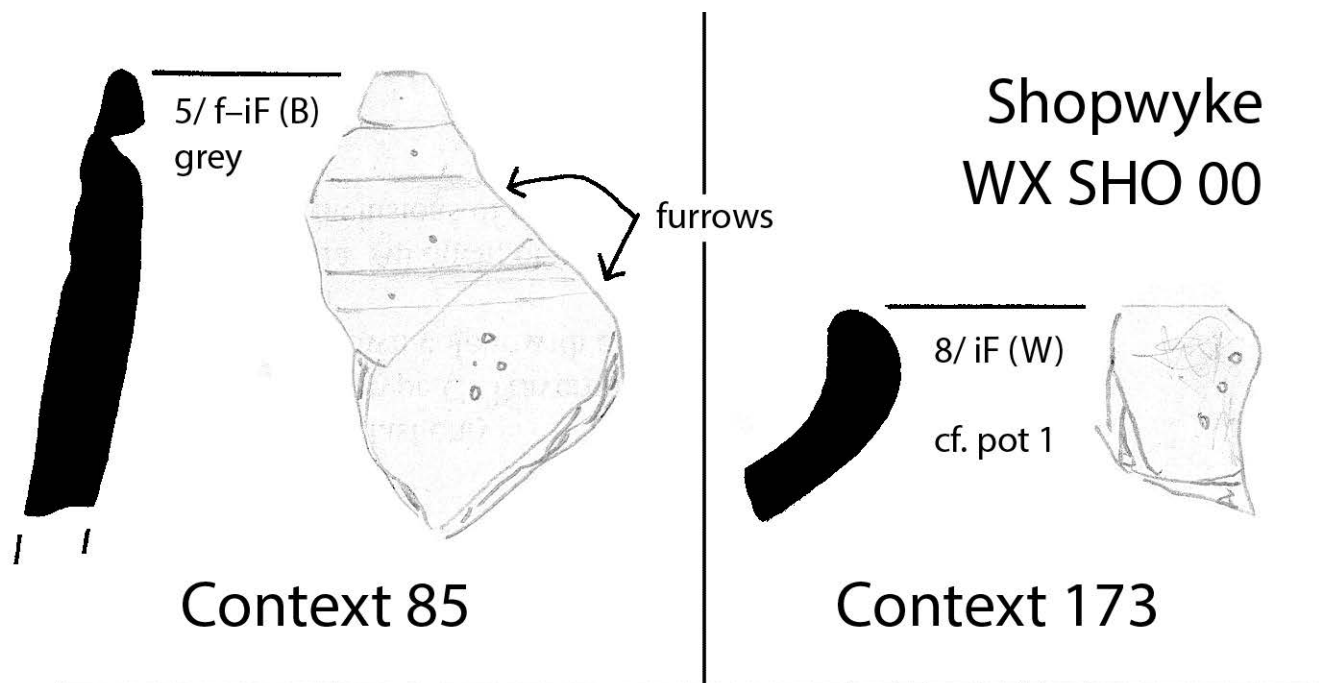 5/ f–iF (B)
grey
furrows
Context 85
Shopwyke
WX SHO 00
8/ iF (W)
cf. pot 1
Context 173